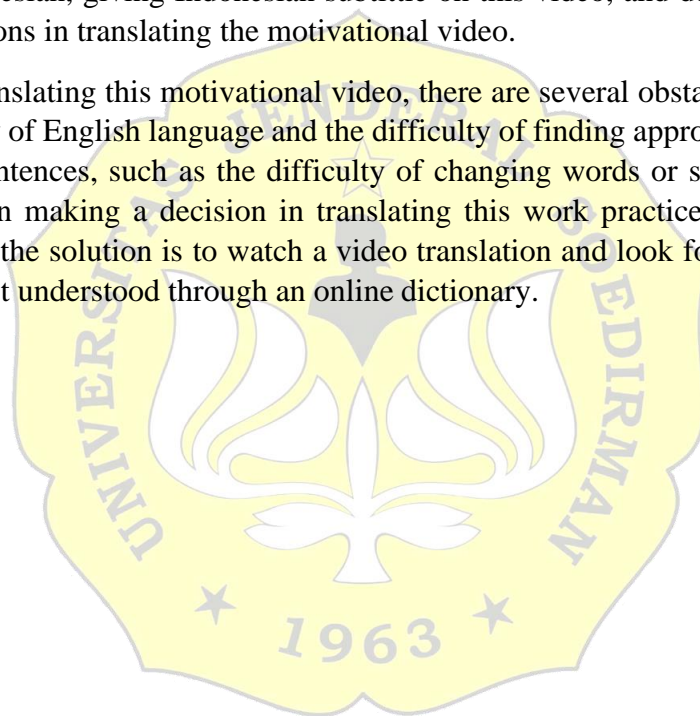 esian, giving Indonesian subtitle on this video, and d
ons in translating the motivational video.
nslating this motivational video, there are several obsta
of English language and the difficulty of finding appro
entences, such as the difficulty of changing words or s
n making a decision in translating this work practice
the solution is to watch a video translation and look fo
t understood through an online dictionary.
UNIVERSITAS JENDERAL SOEDIRMAN
1963